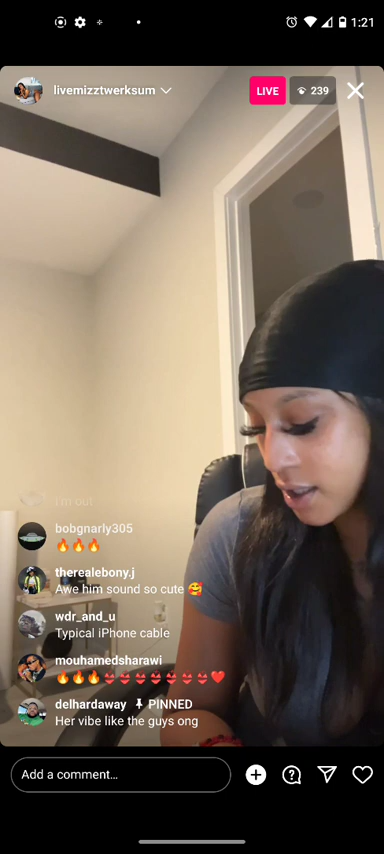 1:21
livemizztwerksum
LIVE
239
I'm out
bobgnarly305
🔥🔥🔥
therealebony.j
Awe him sound so cute 🥰
wdr_and_u
Typical iPhone cable
mouhamedsharawi
🔥🔥🔥👙👙👙👙👙👙👙❤️
delhardaway PINNED
Her vibe like the guys ong
Add a comment...